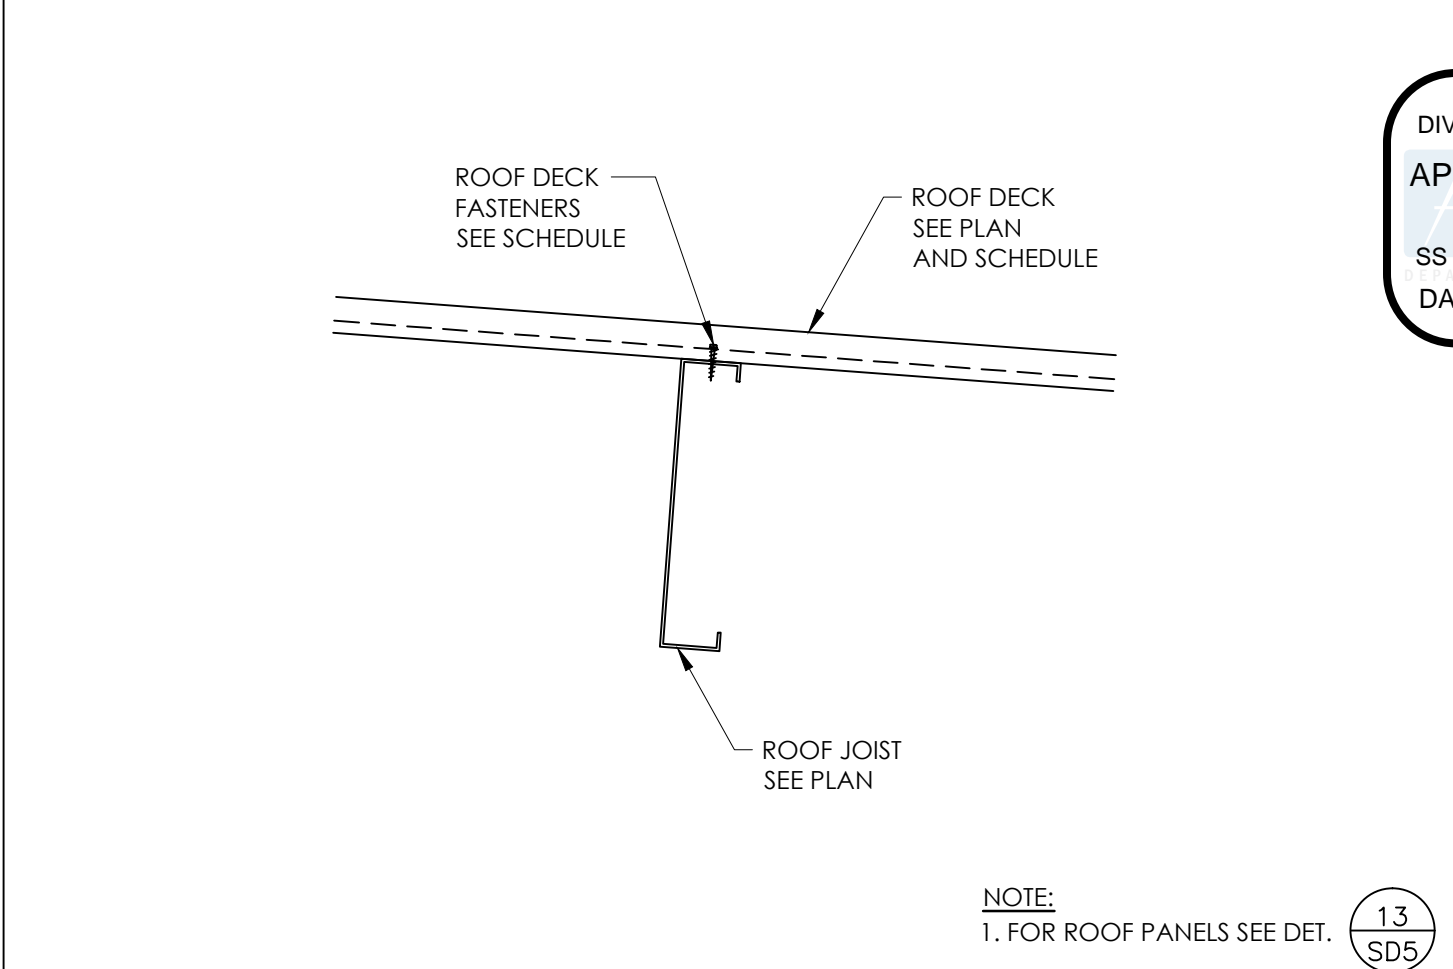 ROOF DECK
FASTENERS
SEE SCHEDULE
ROOF DECK
SEE PLAN
AND SCHEDULE
DIV
AP
SS
DEPA
DA
ROOF JOIST
SEE PLAN
NOTE:
1. FOR ROOF PANELS SEE DET.
13
SD5